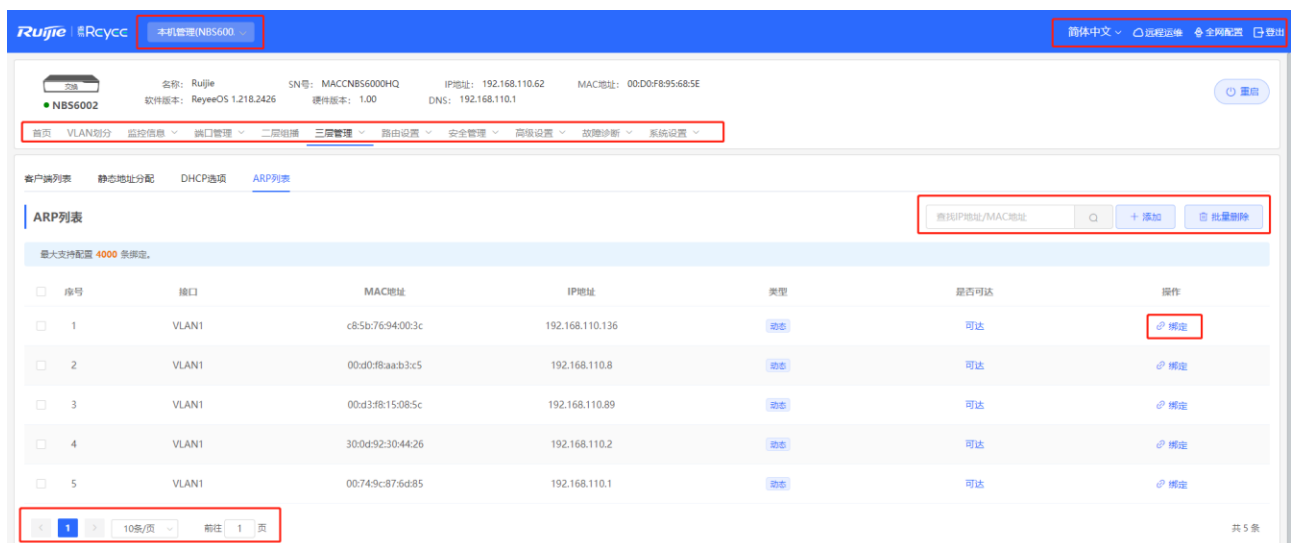 Ruijie Rcycc 本机管理(NBS600. 简体中文 远程运维 全网配置 登出
交换 名称: Ruijie SN号: MACCNBS6000HQ IP地址: 192.168.110.62 MAC地址: 00:D0:F8:95:68:5E 重启
NBS6002 软件版本: ReyeeOS 1.218.2426 硬件版本: 1.00 DNS: 192.168.110.1
首页 VLAN划分 监控信息 端口管理 二层组播 三层管理 路由设置 安全管理 高级设置 故障诊断 系统设置
客户端列表 静态地址分配 DHCP选项 ARP列表
ARP列表 查找IP地址/MAC地址 + 添加 批量删除
最大支持配置 4000 条绑定。
序号 接口 MAC地址 IP地址 类型 是否可达 操作
1 VLAN1 c8:5b:76:94:00:3c 192.168.110.136 动态 可达 绑定
2 VLAN1 00:d0:f8:aa:b3:c5 192.168.110.8 动态 可达 绑定
3 VLAN1 00:d3:f8:15:08:5c 192.168.110.89 动态 可达 绑定
4 VLAN1 30:0d:92:30:44:26 192.168.110.2 动态 可达 绑定
5 VLAN1 00:74:9c:87:6d:85 192.168.110.1 动态 可达 绑定
< 1 > 10条/页 前往 1 页 共 5 条